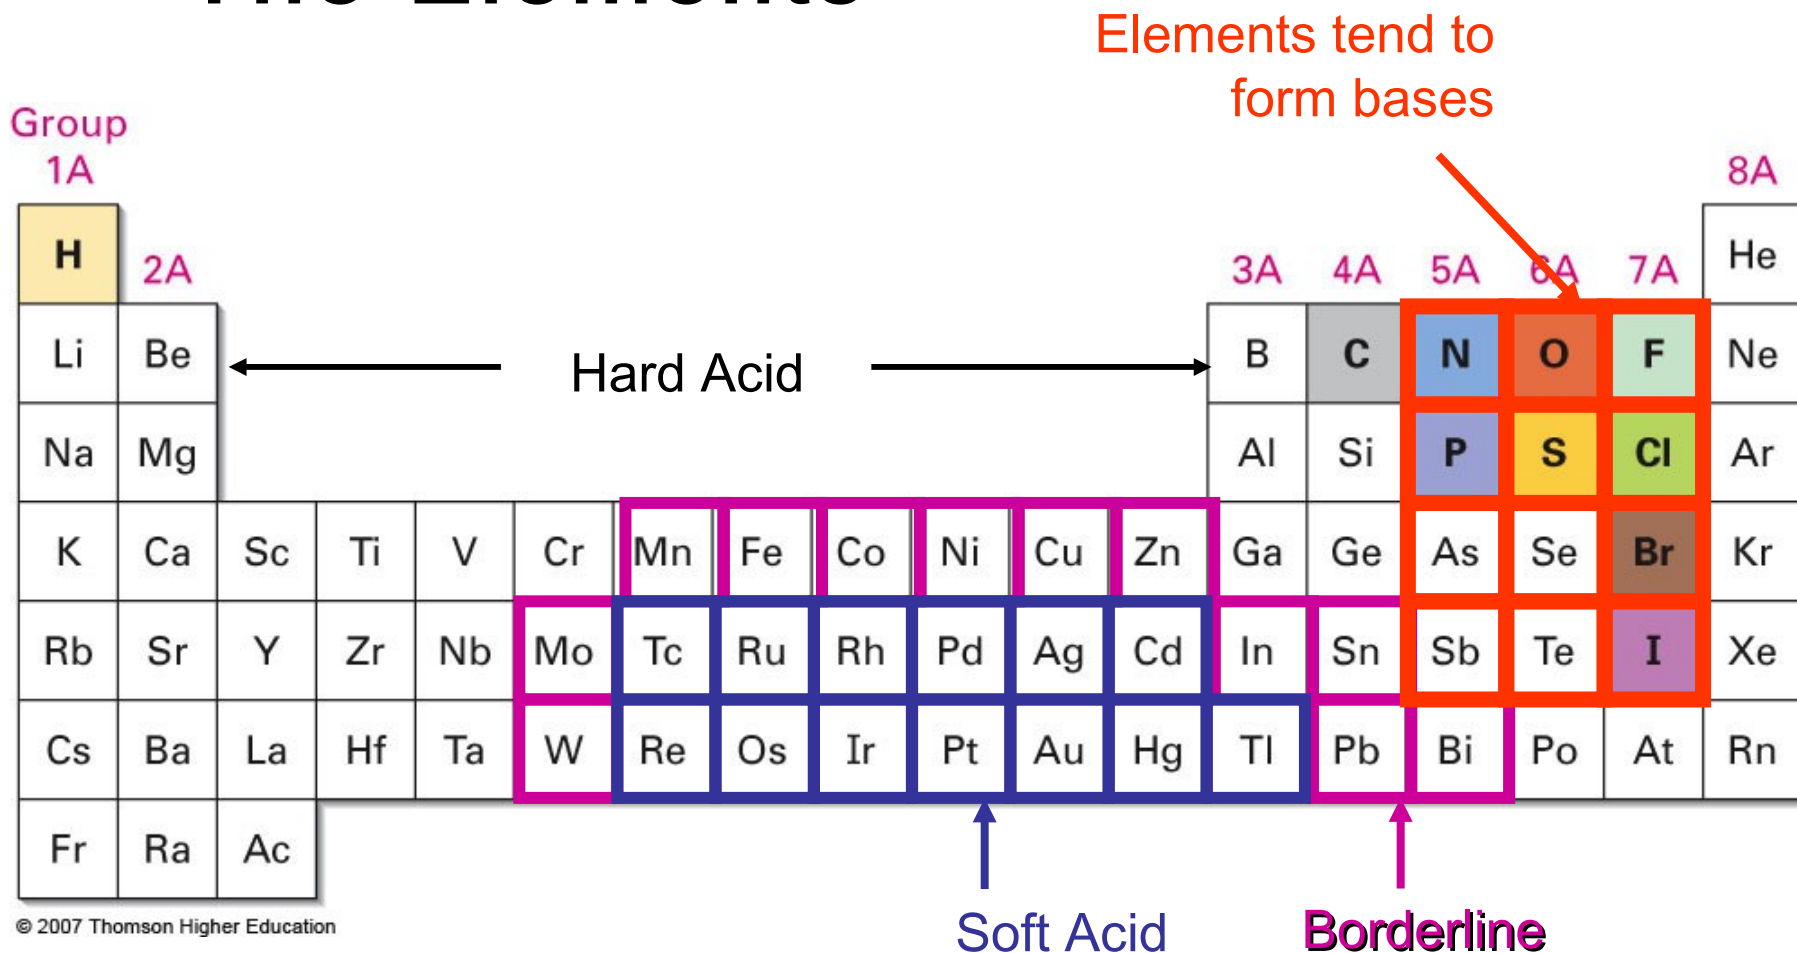 The Elements
Elements tend to
form bases
Group
1A
8A
H
2A
3A 4A 5A 6A 7A
He
Li Be
Hard Acid
B C N O F Ne
Na Mg Al Si P S Cl Ar
K Ca Sc Ti V Cr Mn Fe Co Ni Cu Zn Ga Ge As Se Br Kr
Rb Sr Y Zr Nb Mo Tc Ru Rh Pd Ag Cd In Sn Sb Te I Xe
Cs Ba La Hf Ta W Re Os Ir Pt Au Hg Tl Pb Bi Po At Rn
Fr Ra Ac
© 2007 Thomson Higher Education
Soft Acid
Borderline